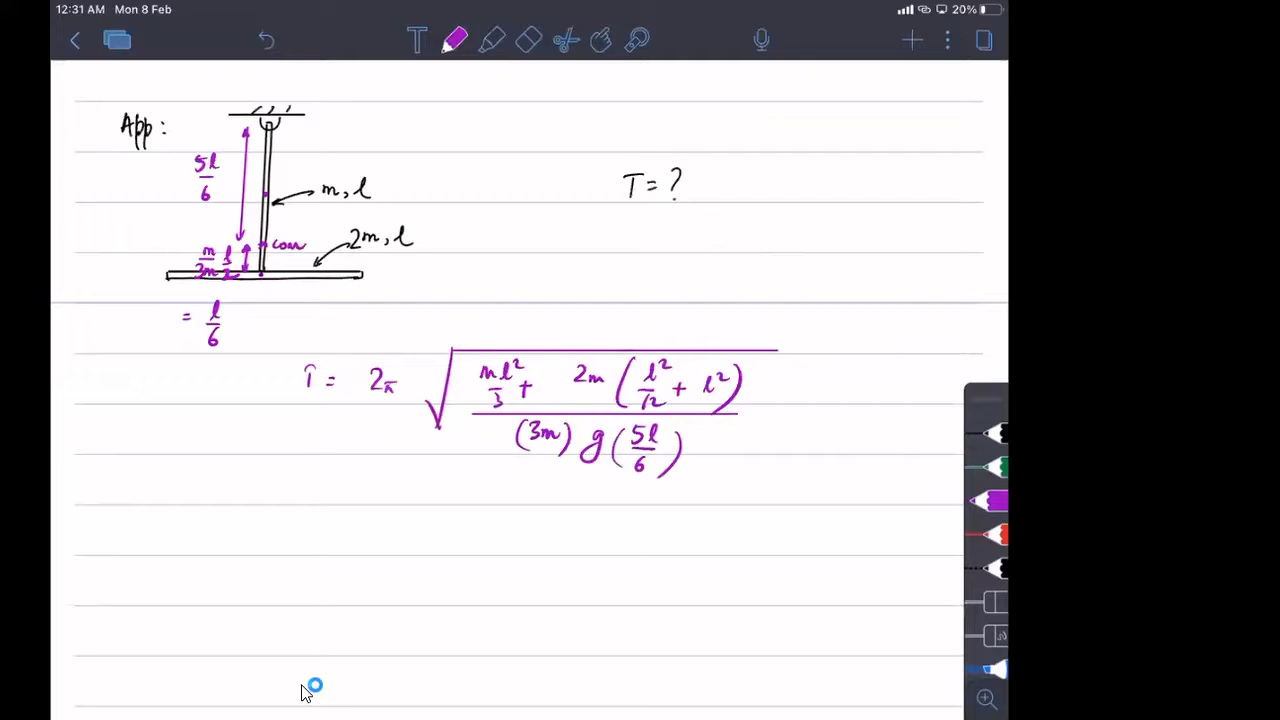 12:31 AM Mon 8 Feb
20%
App:
5l/6
m, l
T = ?
com
2m, l
m/3m l/2
= l/6
T = 2π √((ml²/3 + 2m(l²/12 + l²))/((3m) g (5l/6)))